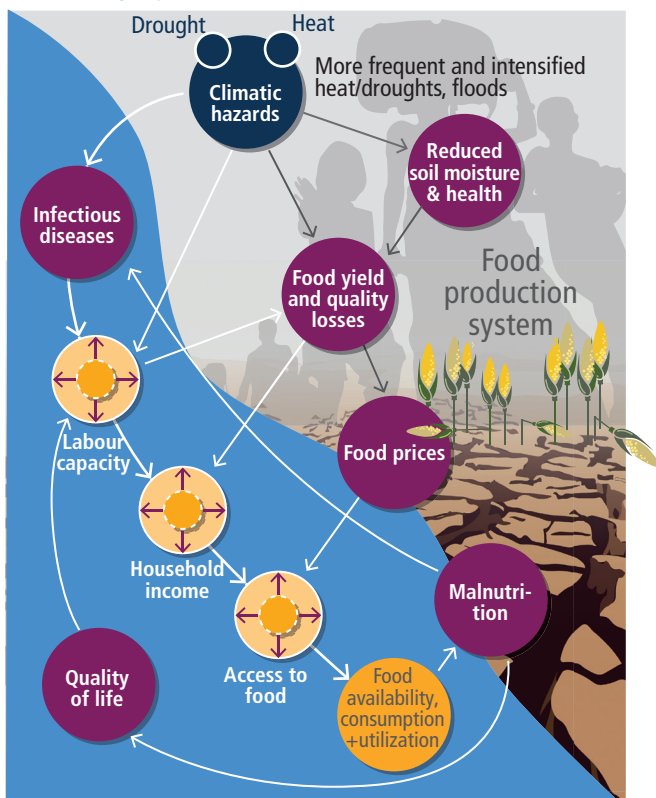 Drought
Heat
Climatic
hazards
More frequent and intensified
heat/droughts, floods
Reduced
soil moisture
& health
Infectious
diseases
Food yield
and quality
losses
Food
production
system
Labour
capacity
Food prices
Household
income
Malnutri-
tion
Access to
food
Quality
of life
Food
availability,
consumption
+utilization